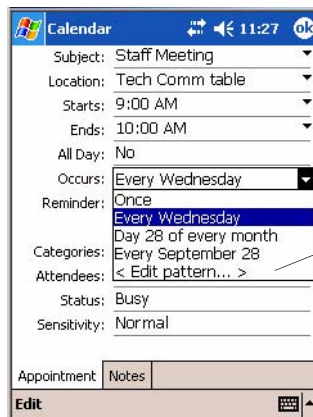 Calendar 11:27 ok
Subject: Staff Meeting
Location: Tech Comm table
Starts: 9:00 AM
Ends: 10:00 AM
All Day: No
Occurs: Every Wednesday
Reminder: Once
Every Wednesday
Day 28 of every month
Categories: Every September 28
Attendees: < Edit pattern... >
Status: Busy
Sensitivity: Normal
Appointment Notes
Edit